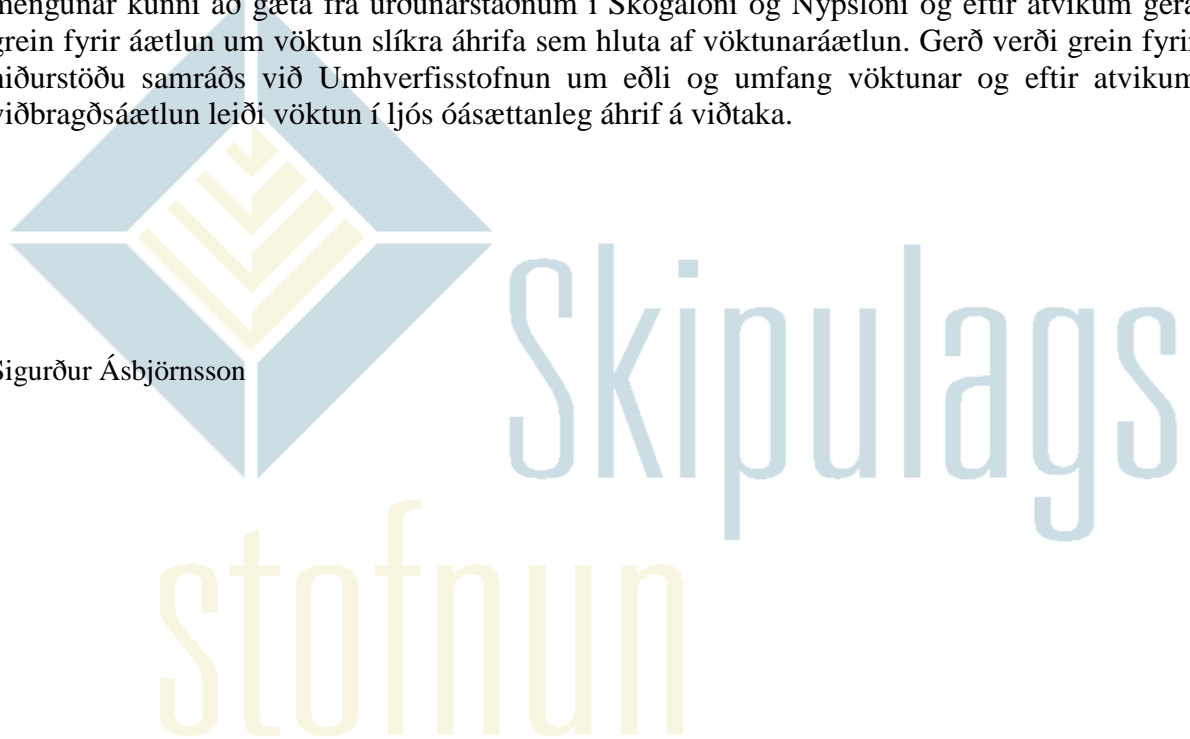 mengunar kunni að gæta frá urðunarstaðnum í Skógalóni og Nýpslóni og eftir atvikum gera
grein fyrir áætlun um vöktun slíkra áhrifa sem hluta af vöktunaráætlun. Gerð verði grein fyrir
niðurstöðu samráðs við Umhverfisstofnun um eðli og umfang vöktunar og eftir atvikum
viðbragðsáætlun leiði vöktun í ljós óásættanleg áhrif á viðtaka.
Sigurður Ásbjörnsson
Skipulags
stofnun